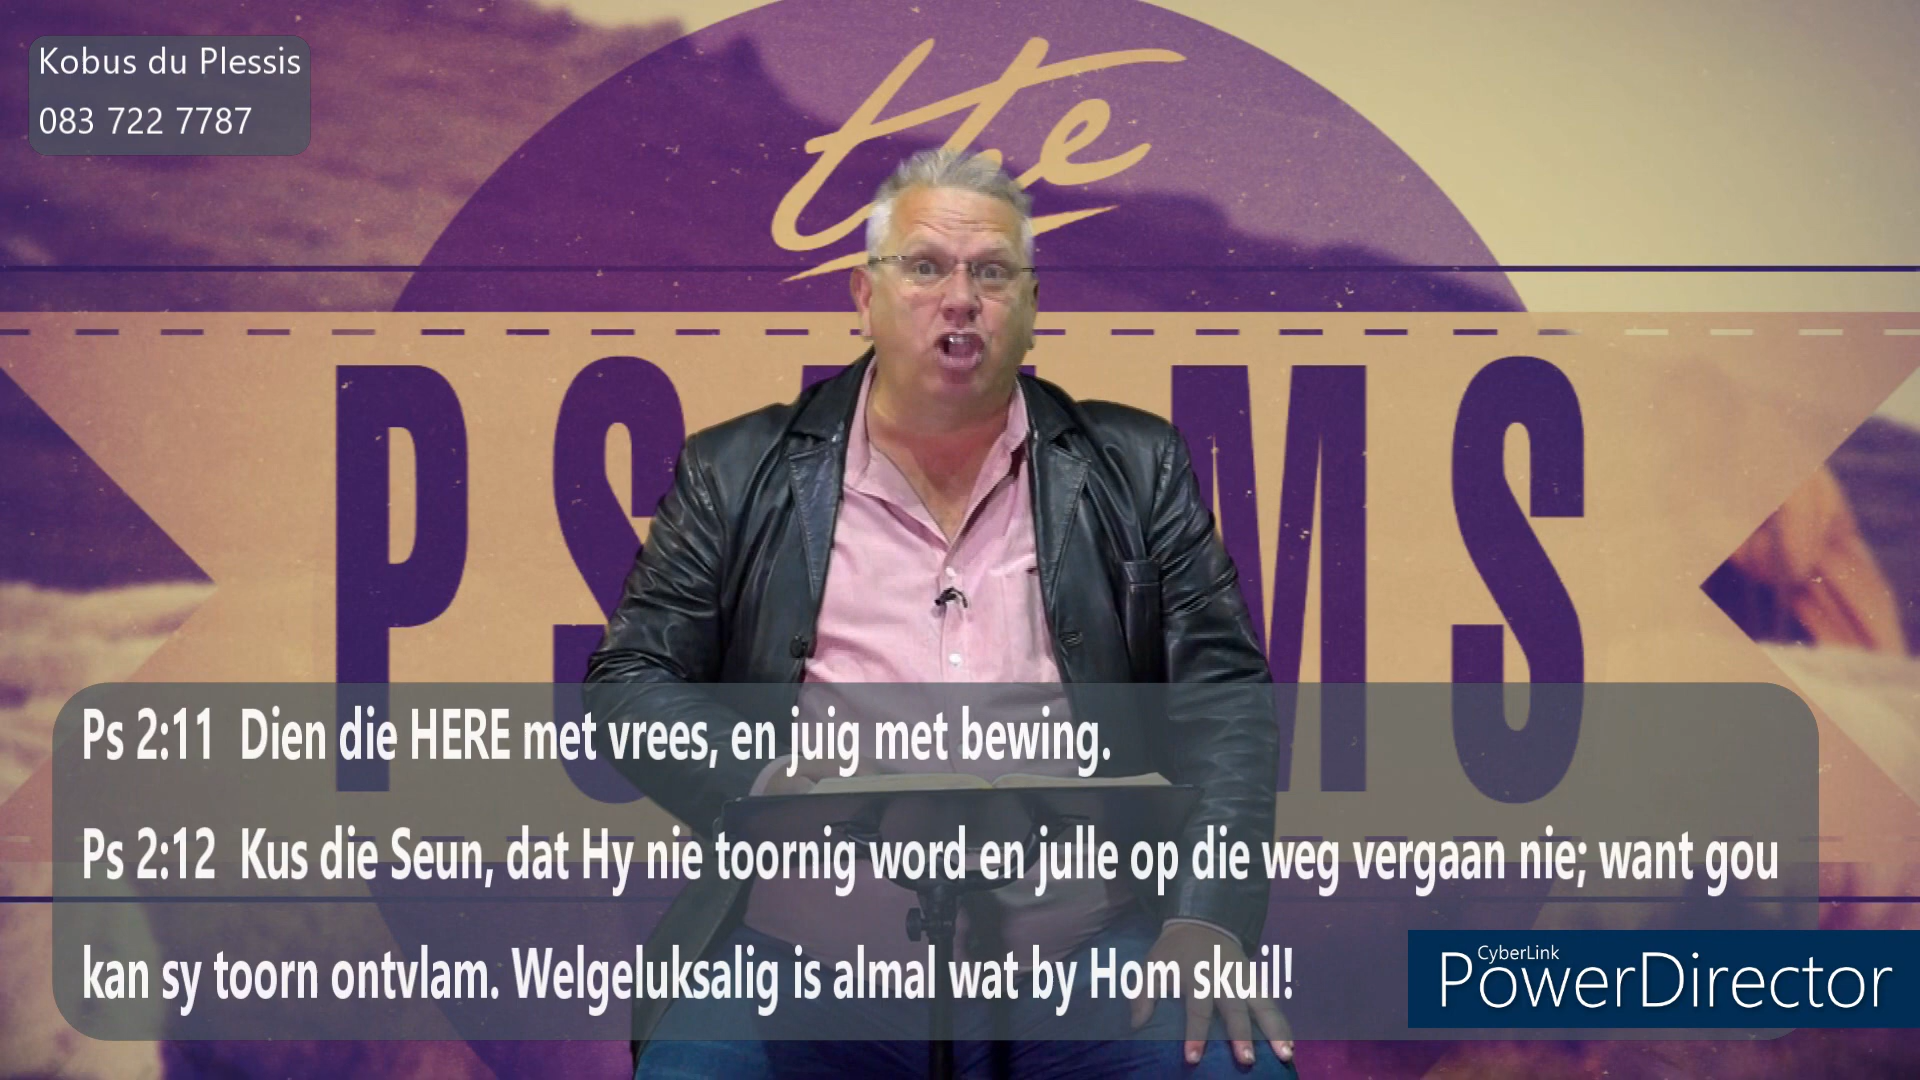 Kobus du Plessis
083 722 7787
the
PSALMS
Ps 2:11 Dien die HERE met vrees, en juig met bewing.
Ps 2:12 Kus die Seun, dat Hy nie toornig word en julle op die weg vergaan nie; want gou
kan sy toorn ontvlam. Welgeluksalig is almal wat by Hom skuil!
CyberLink
PowerDirector